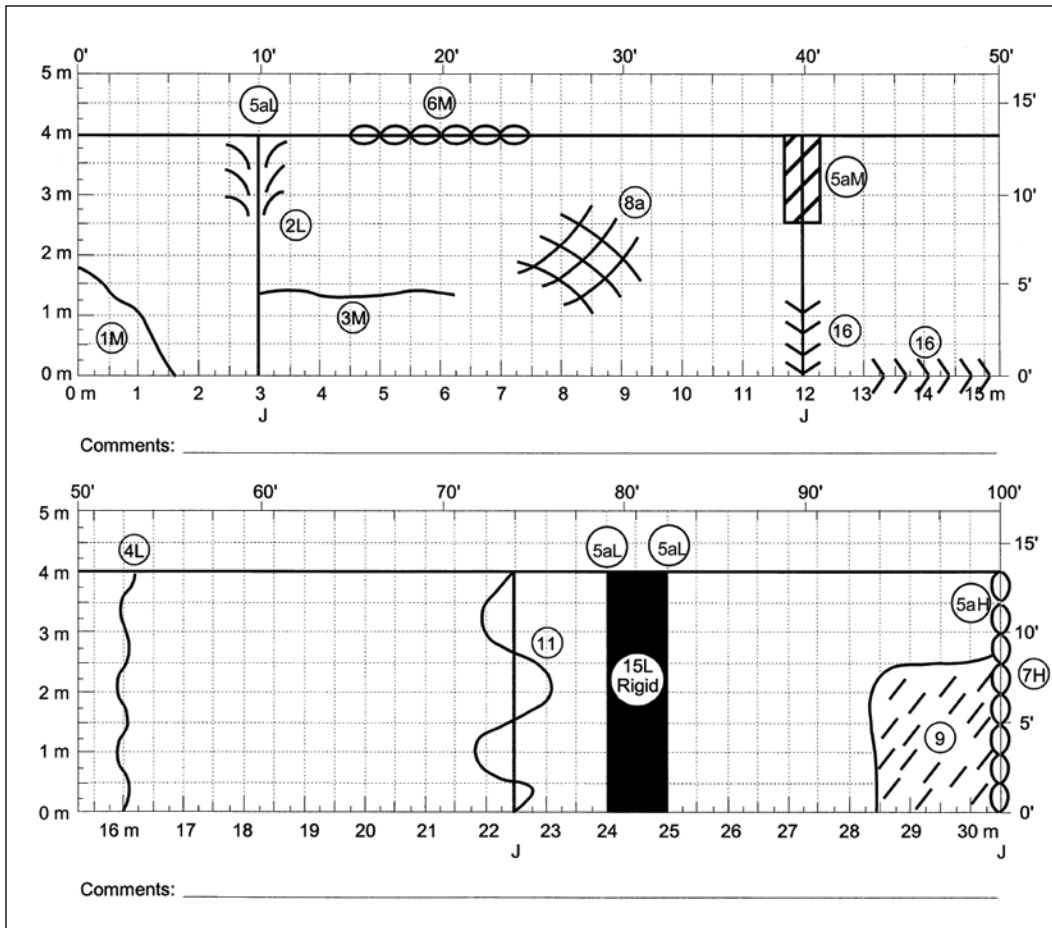 0' 10' 20' 30' 40' 50'
5 m
5aL 6M 15'
4 m
5aM
3 m 8a 10'
2L
2 m
5'
1 m 3M
1M 16 16
0 m 0'
0 m 1 2 3 4 5 6 7 8 9 10 11 12 13 14 15 m
J J
Comments:
50' 60' 70' 80' 90' 100'
5 m
4L 5aL 5aL 15'
4 m
5aH
3 m 10'
11
15L 7H
2 m Rigid
5'
9
1 m
0 m 0'
16 m 17 18 19 20 21 22 23 24 25 26 27 28 29 30 m
J J
Comments: